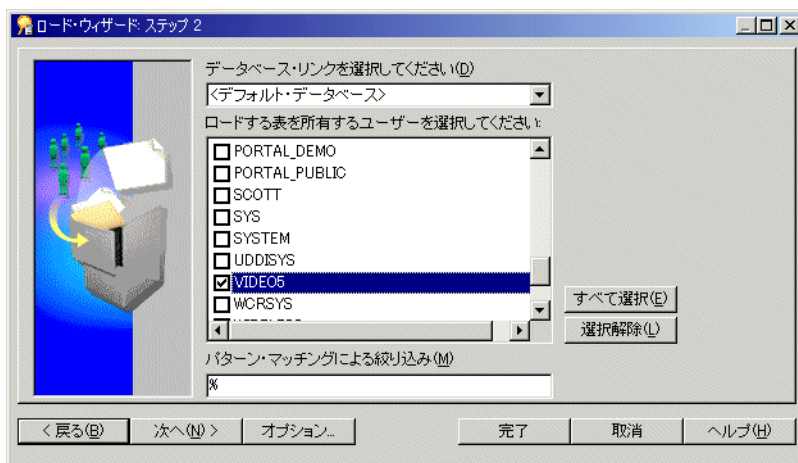 ロード・ウィザード: ステップ 2
データベース・リンクを選択してください(D)
<デフォルト・データベース>
ロードする表を所有するユーザーを選択してください:
PORTAL_DEMO
PORTAL_PUBLIC
SCOTT
SYS
SYSTEM
UDDISYS
VIDEO5
WCRSYS
すべて選択(E)
選択解除(L)
パターン・マッチングによる絞り込み(M)
%
< 戻る(B)
次へ(N) >
オプション...
完了
取消
ヘルプ(H)